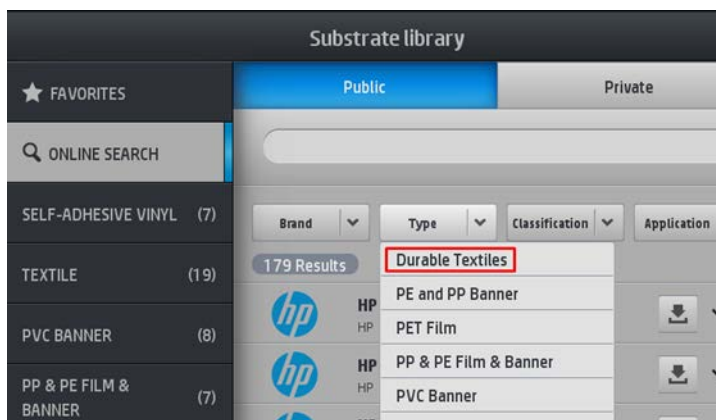 Substrate library
FAVORITES
Public
Private
ONLINE SEARCH
SELF-ADHESIVE VINYL (7)
Brand
Type
Classification
Application
179 Results
Durable Textiles
TEXTILE (19)
PE and PP Banner
hp
HP
HP
PET Film
PVC BANNER (8)
PP & PE Film & Banner
hp
HP
HP
PVC Banner
PP & PE FILM &
BANNER (7)